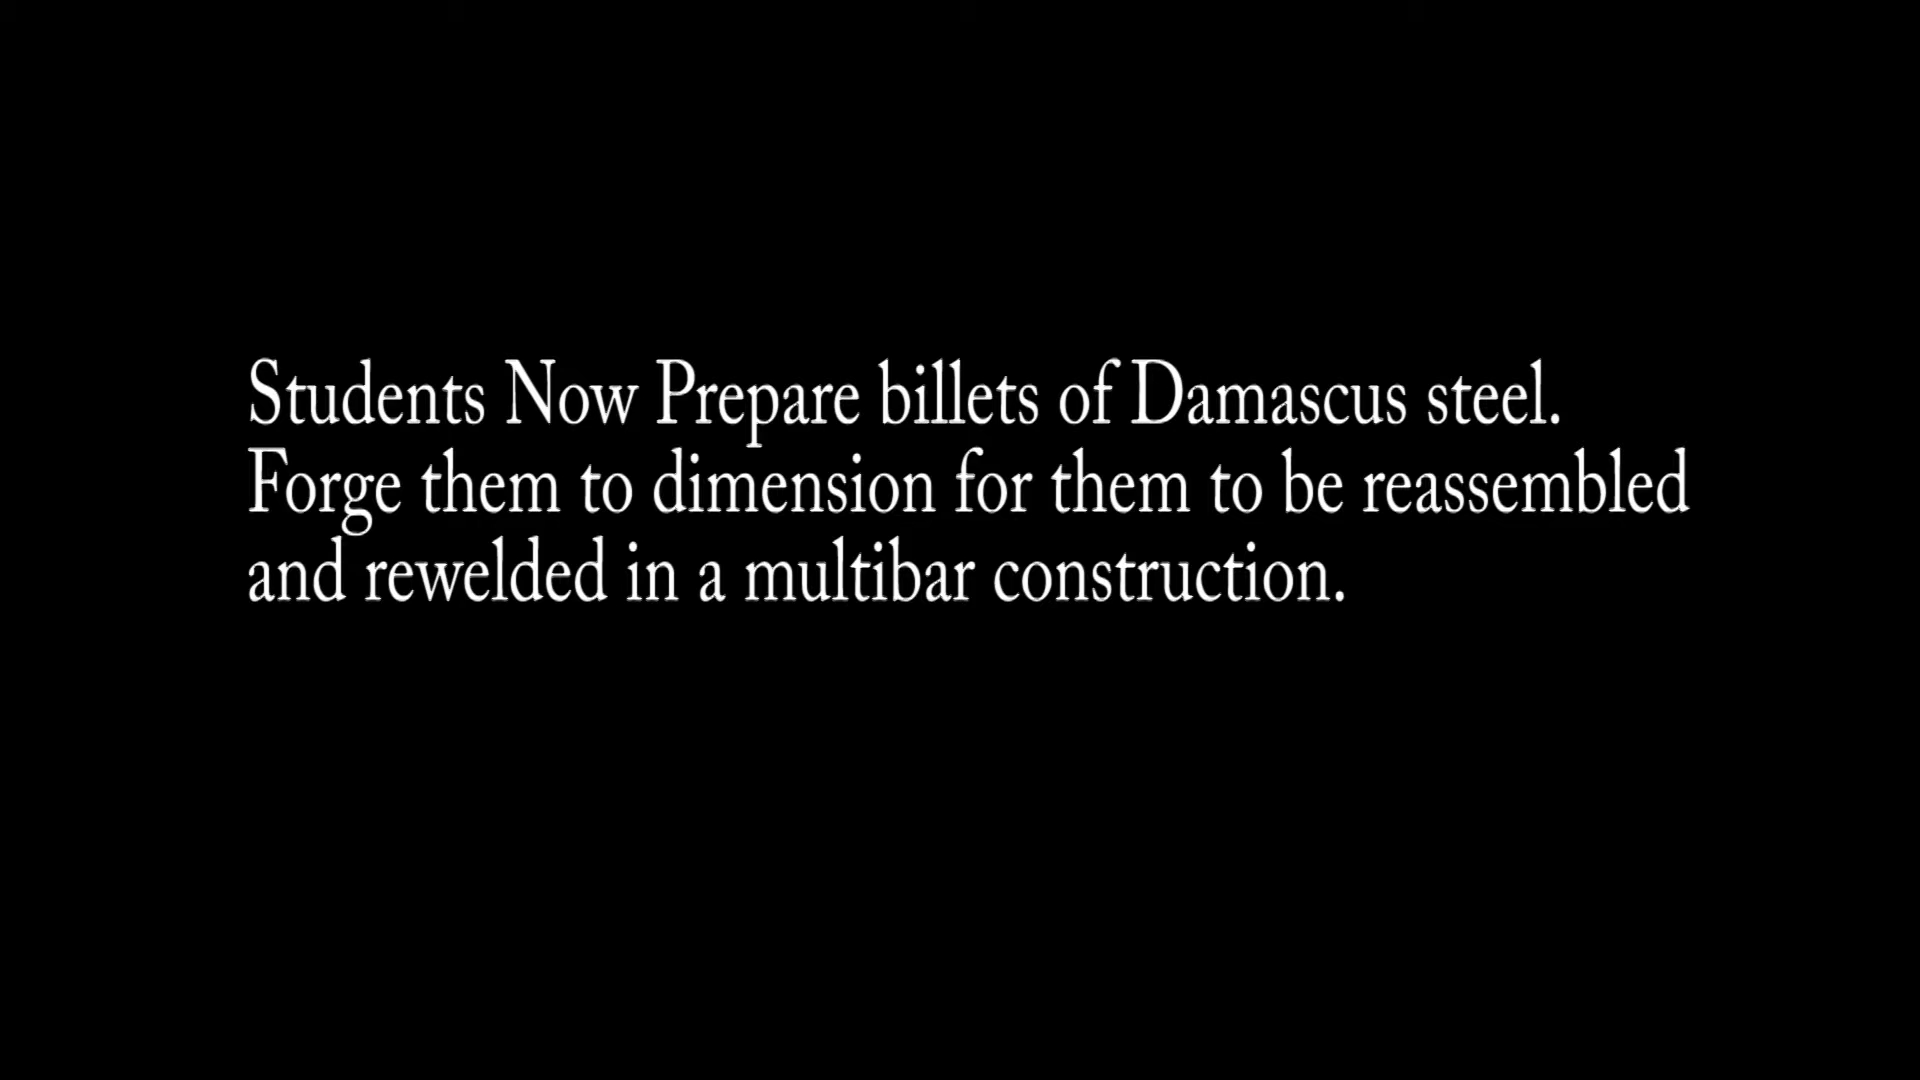 Students Now Prepare billets of Damascus steel.
Forge them to dimension for them to be reassembled
and rewelded in a multibar construction.